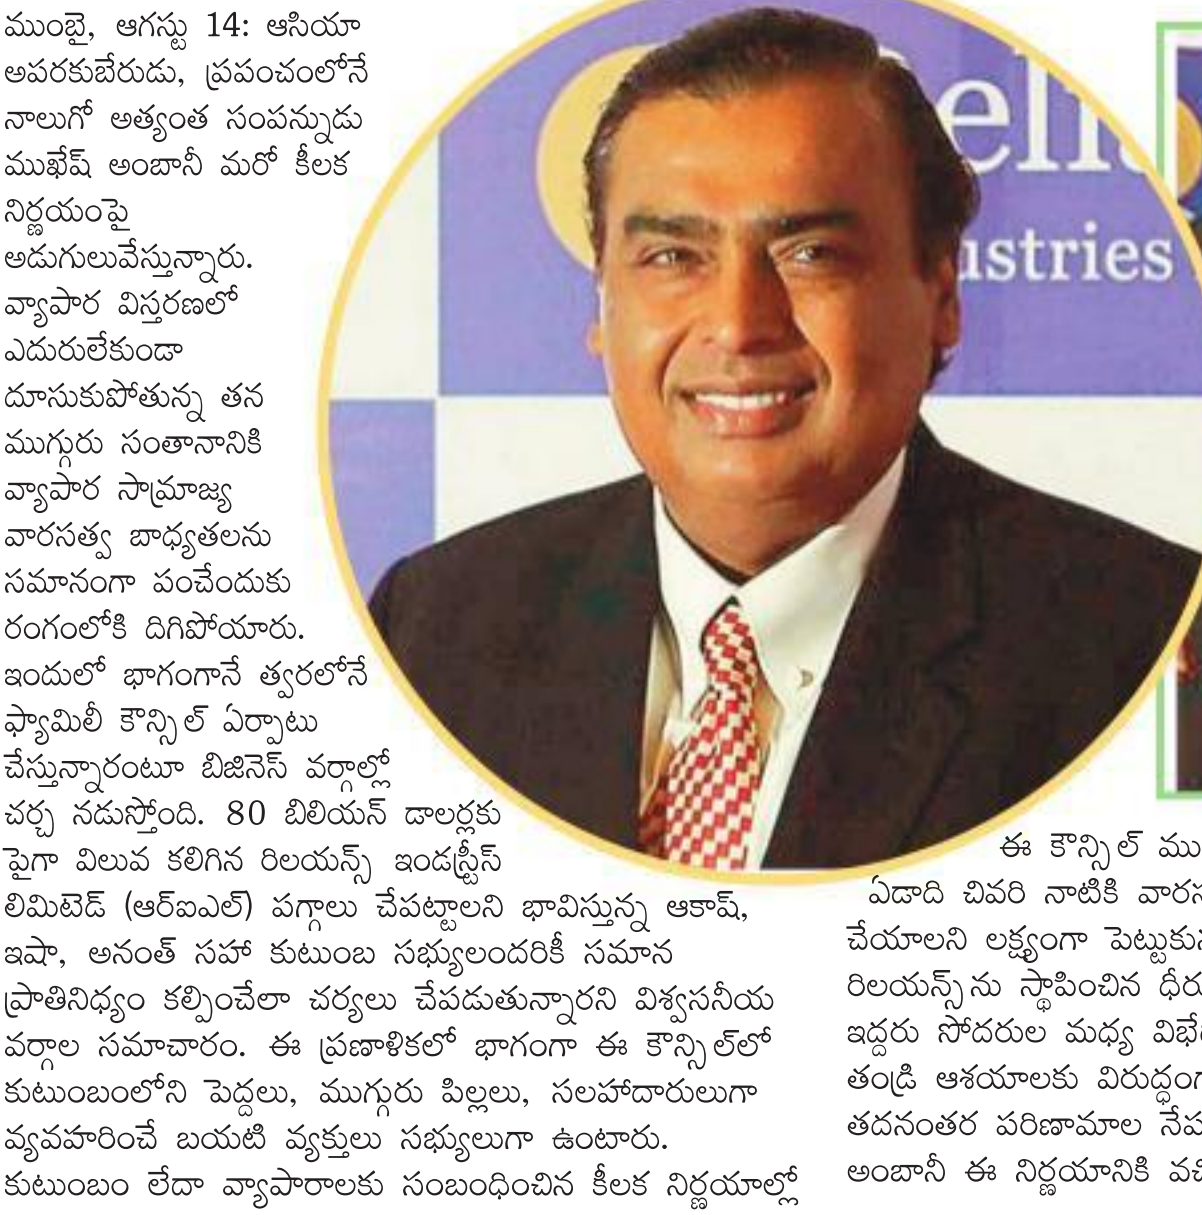 ముంబై, ఆగస్టు 14: ఆసియా
అపరకుబేరుడు, ప్రపంచంలోనే
నాలుగో అత్యంత సంపన్నుడు
ముఖేష్ అంబానీ మరో కీలక
నిర్ణయంపై
అడుగులువేస్తున్నారు.
వ్యాపార విస్తరణలో
ఎదురులేకుండా
దూసుకుపోతున్న తన
ముగ్గురు సంతానానికి
వ్యాపార సామ్రాజ్య
వారసత్వ బాధ్యతలను
సమానంగా పంచేందుకు
రంగంలోకి దిగిపోయారు.
ఇందులో భాగంగానే త్వరలోనే
ఫ్యామిలీ కౌన్సిల్ ఏర్పాటు
చేస్తున్నారంటూ బిజినెస్ వర్గాల్లో
చర్చ నడుస్తోంది. 80 బిలియన్ డాలర్లకు
పైగా విలువ కలిగిన రిలయన్స్ ఇండస్ట్రీస్
లిమిటెడ్ (ఆర్ఐఎల్) పగ్గాలు చేపట్టాలని భావిస్తున్న ఆకాష్,
ఇషా, అనంత్ సహా కుటుంబ సభ్యులందరికీ సమాన
ప్రాతినిధ్యం కల్పించేలా చర్యలు చేపడుతున్నారని విశ్వసనీయ
వర్గాల సమాచారం. ఈ ప్రణాళికలో భాగంగా ఈ కౌన్సిల్‌లో
కుటుంబంలోని పెద్దలు, ముగ్గురు పిల్లలు, సలహాదారులుగా
వ్యవహరించే బయటి వ్యక్తులు సభ్యులుగా ఉంటారు.
కుటుంబం లేదా వ్యాపారాలకు సంబంధించిన కీలక నిర్ణయాల్లో
ఈ కౌన్సిల్
ఏడాది చివరి నాటికి
చేయాలని లక్ష్యంగా
రిలయన్స్‌ను స్థాపించిన
ఇద్దరు సోదరుల మధ్య
తండ్రి ఆశయాలకు
తదనంతర పరిణామాల
అంబానీ ఈ నిర్ణయానికి